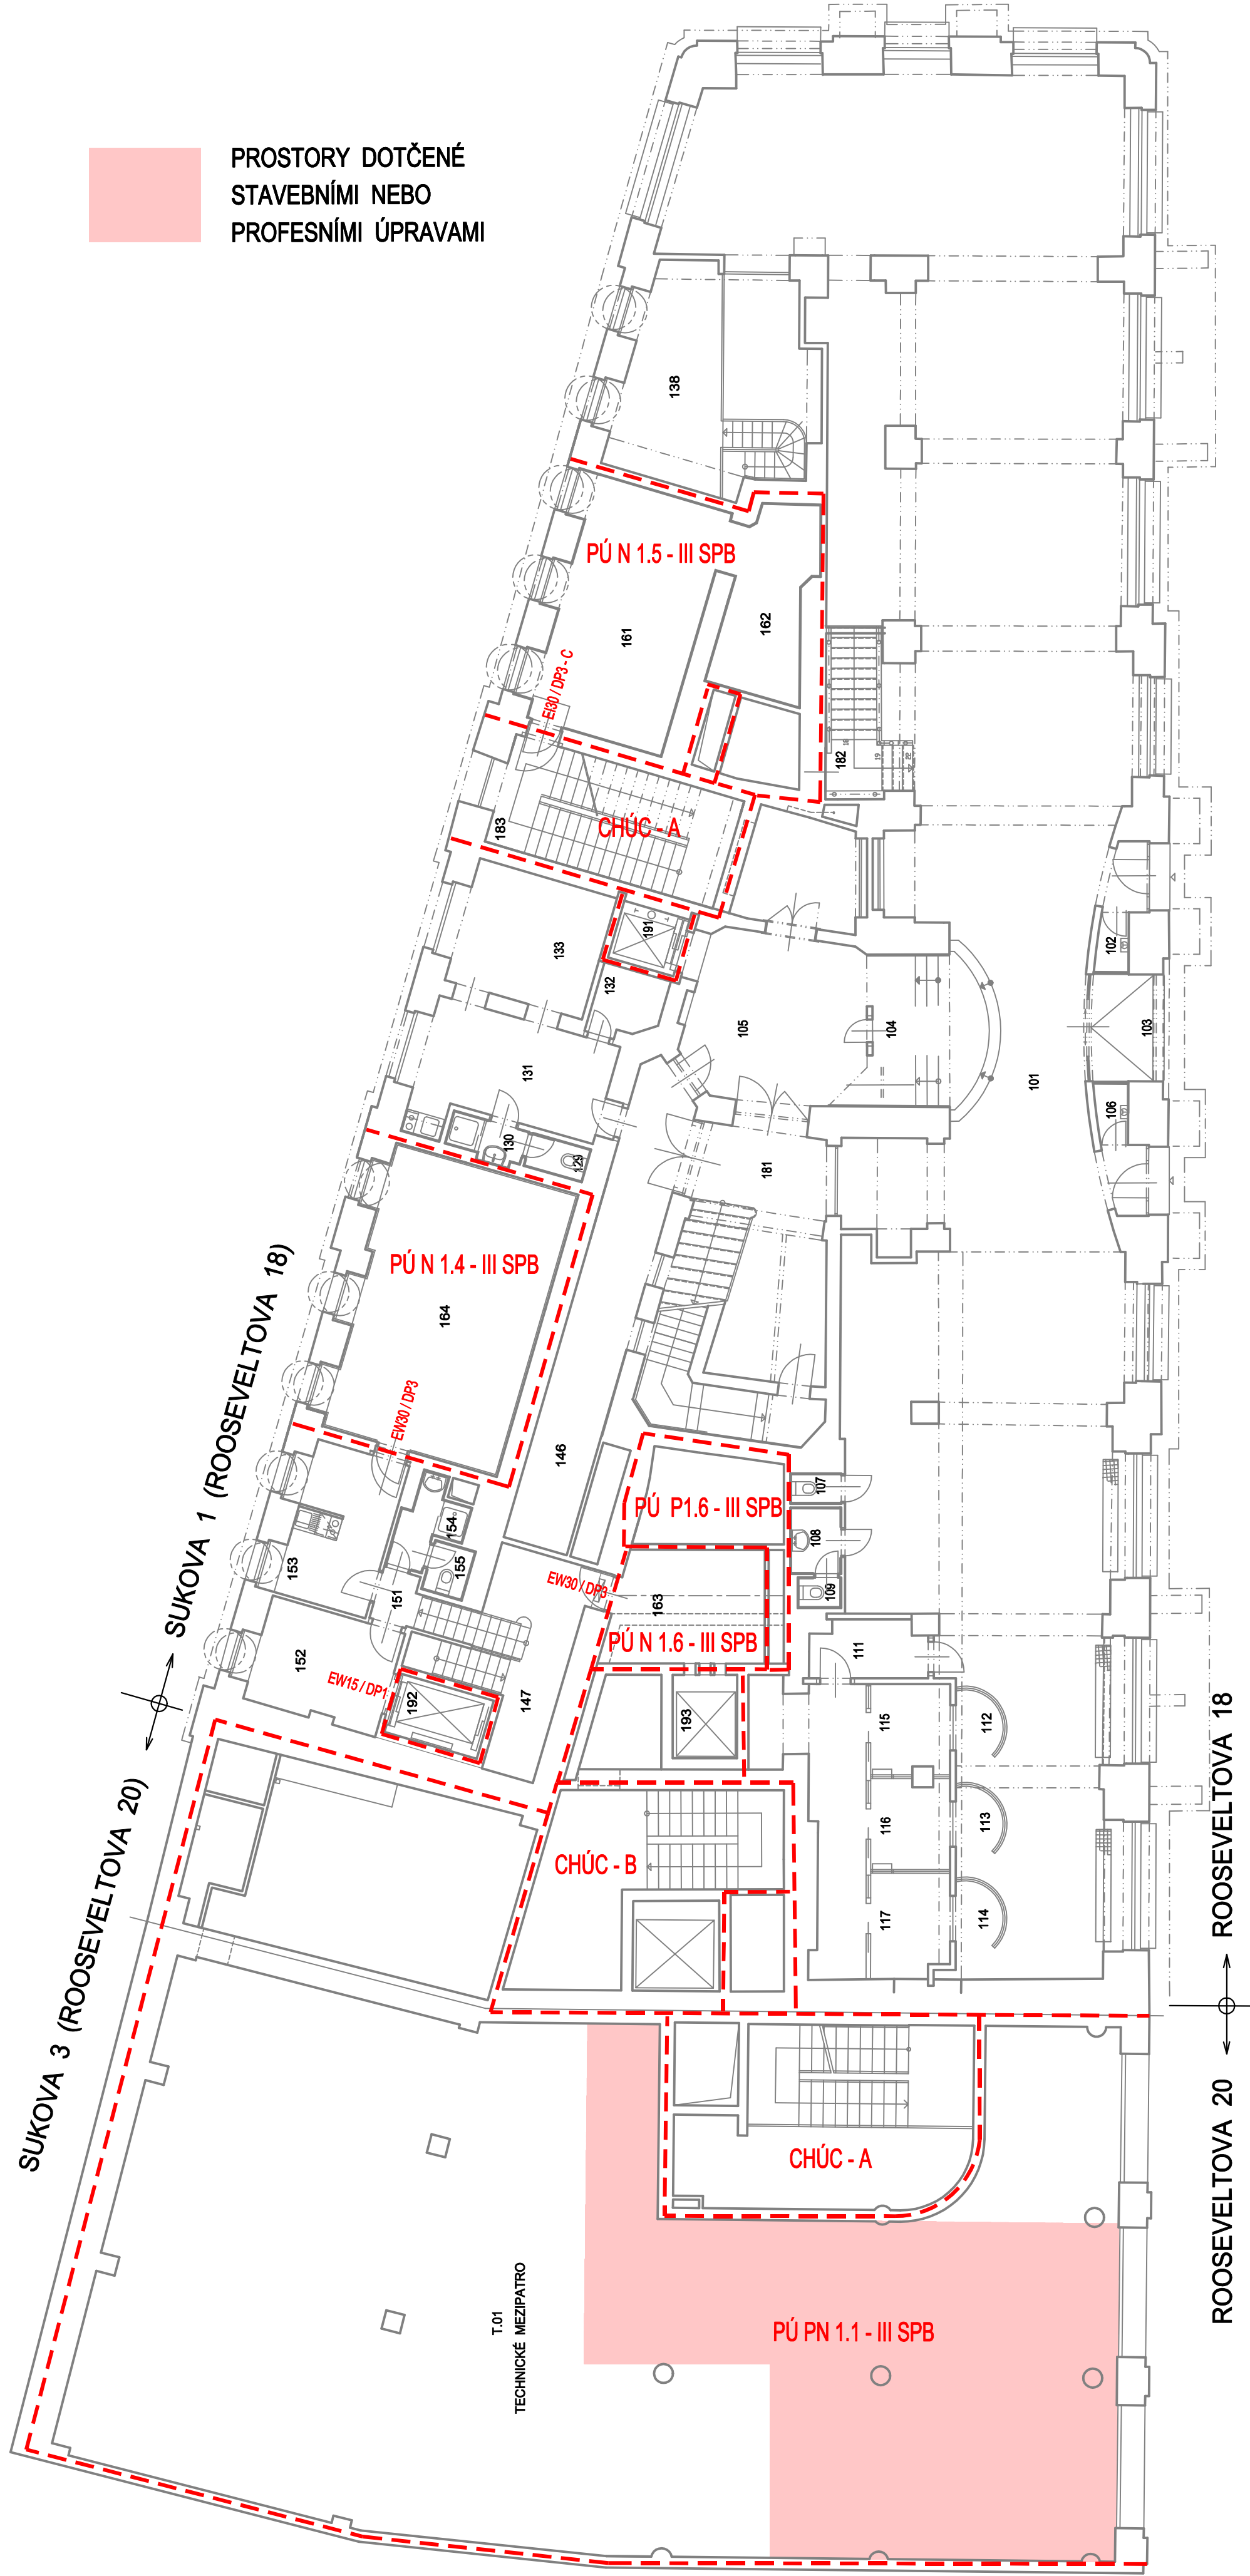 PROSTORY DOTČENÉ
STAVEBNÍMI NEBO
PROFESNÍMI ÚPRAVAMI
138
PÚ N 1.5 - III SPB
161
162
EI30 / DP3 - C
182
18
19
22
183
CHÚC - A
191
133
132
102
105
104
103
101
131
106
130
129
181
PÚ N 1.4 - III SPB
164
SUKOVA 1 (ROOSEVELTOVA 18)
EW30 / DP3
146
107
PÚ P1.6 - III SPB
154
108
155
153
EW30 / DP3
109
151
163
PÚ N 1.6 - III SPB
111
152
EW15 / DP1
192
147
193
115
112
ROOSEVELTOVA 18
SUKOVA 3 (ROOSEVELTOVA 20)
116
113
CHÚC - B
117
114
ROOSEVELTOVA 20
CHÚC - A
T.01
TECHNICKÉ MEZIPATRO
PÚ PN 1.1 - III SPB